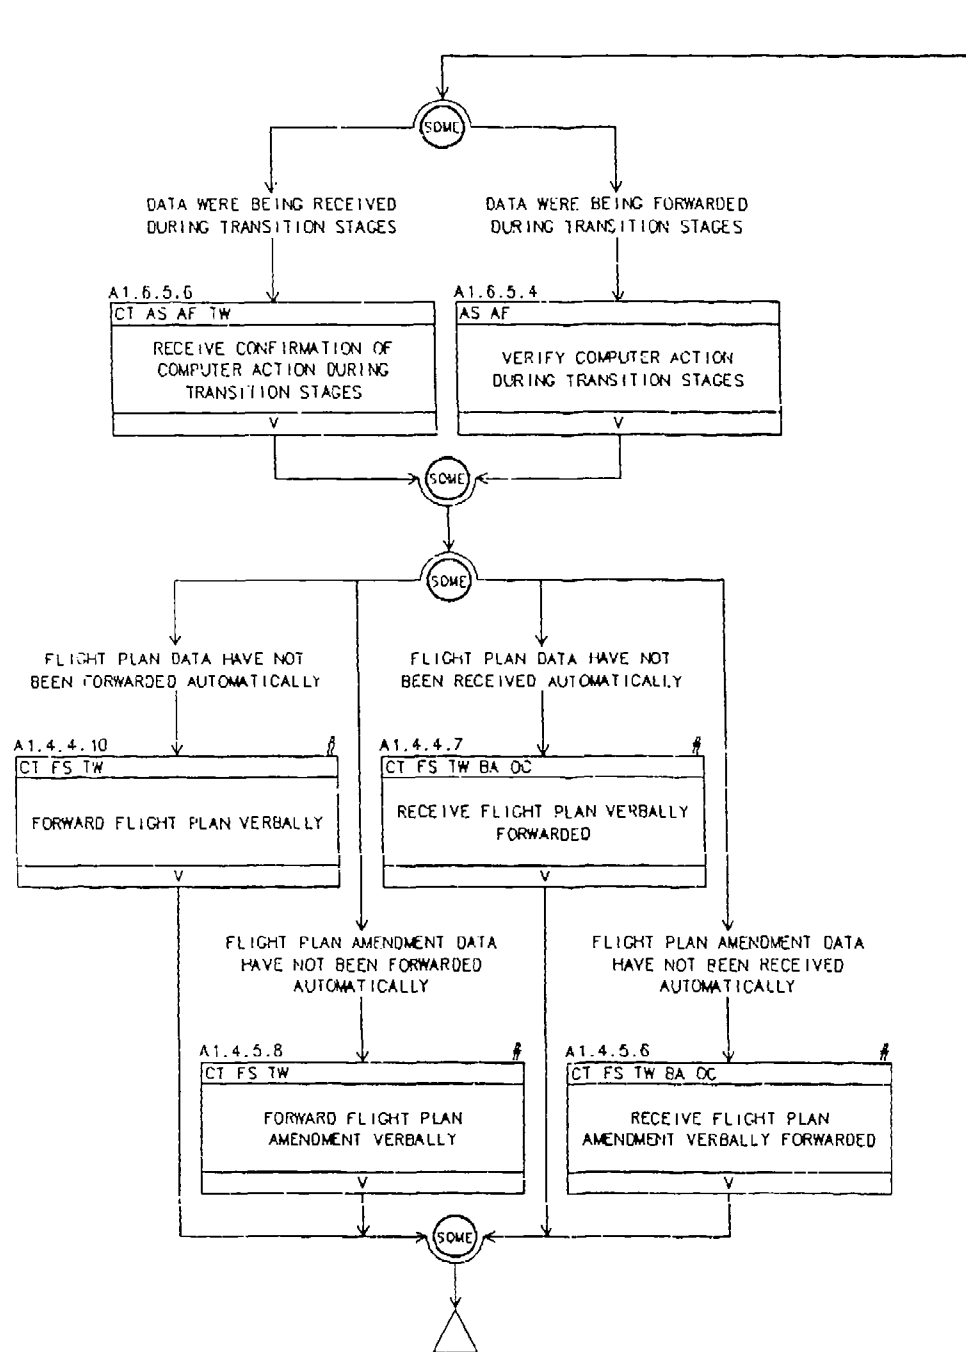 SOME
DATA WERE BEING RECEIVED
DURING TRANSITION STAGES
DATA WERE BEING FORWARDED
DURING TRANSITION STAGES
A1.6.5.6
CT AS AF TW
RECEIVE CONFIRMATION OF
COMPUTER ACTION DURING
TRANSITION STAGES
V
A1.6.5.4
AS AF
VERIFY COMPUTER ACTION
DURING TRANSITION STAGES
V
SOME
SOME
FLIGHT PLAN DATA HAVE NOT
BEEN FORWARDED AUTOMATICALLY
FLIGHT PLAN DATA HAVE NOT
BEEN RECEIVED AUTOMATICALLY
A1.4.4.10
CT FS TW
FORWARD FLIGHT PLAN VERBALLY
V
A1.4.4.7 #
CT FS TW BA OC
RECEIVE FLIGHT PLAN VERBALLY
FORWARDED
V
FLIGHT PLAN AMENDMENT DATA
HAVE NOT BEEN FORWARDED
AUTOMATICALLY
FLIGHT PLAN AMENDMENT DATA
HAVE NOT BEEN RECEIVED
AUTOMATICALLY
A1.4.5.8 #
CT FS TW
FORWARD FLIGHT PLAN
AMENDMENT VERBALLY
V
A1.4.5.6 #
CT FS TW BA OC
RECEIVE FLIGHT PLAN
AMENDMENT VERBALLY FORWARDED
V
SOME